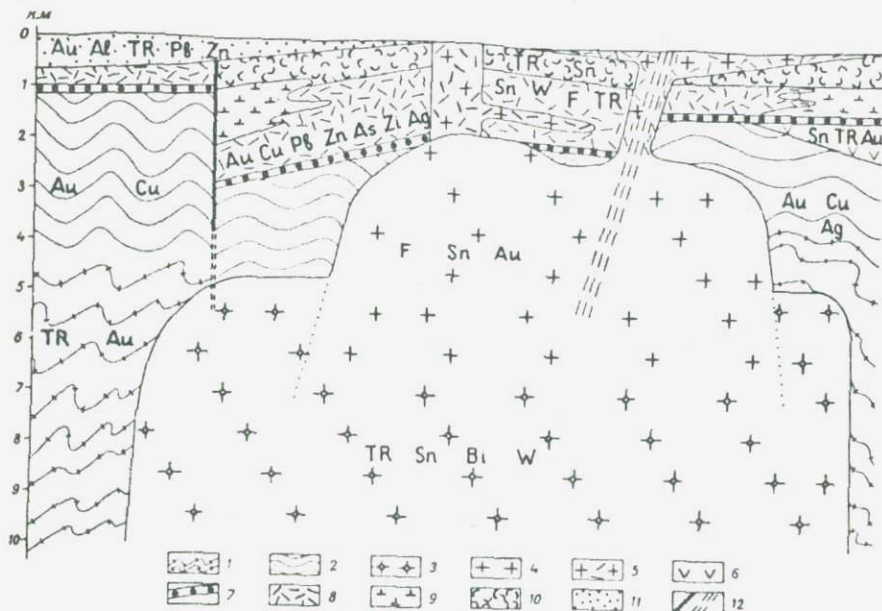 км
0
Au Al TR Pb Zn
TR
Sn
1
Sn W F TR
2
Au Cu Pb Zn As Zi Ag
Sn TR Au
3
Au Cu
Au Cu
Ag
4
F Sn Au
5
6
TR Au
7
8
TR Sn Bi W
9
10
1 2 3 4 5 6
7 8 9 10 11 12